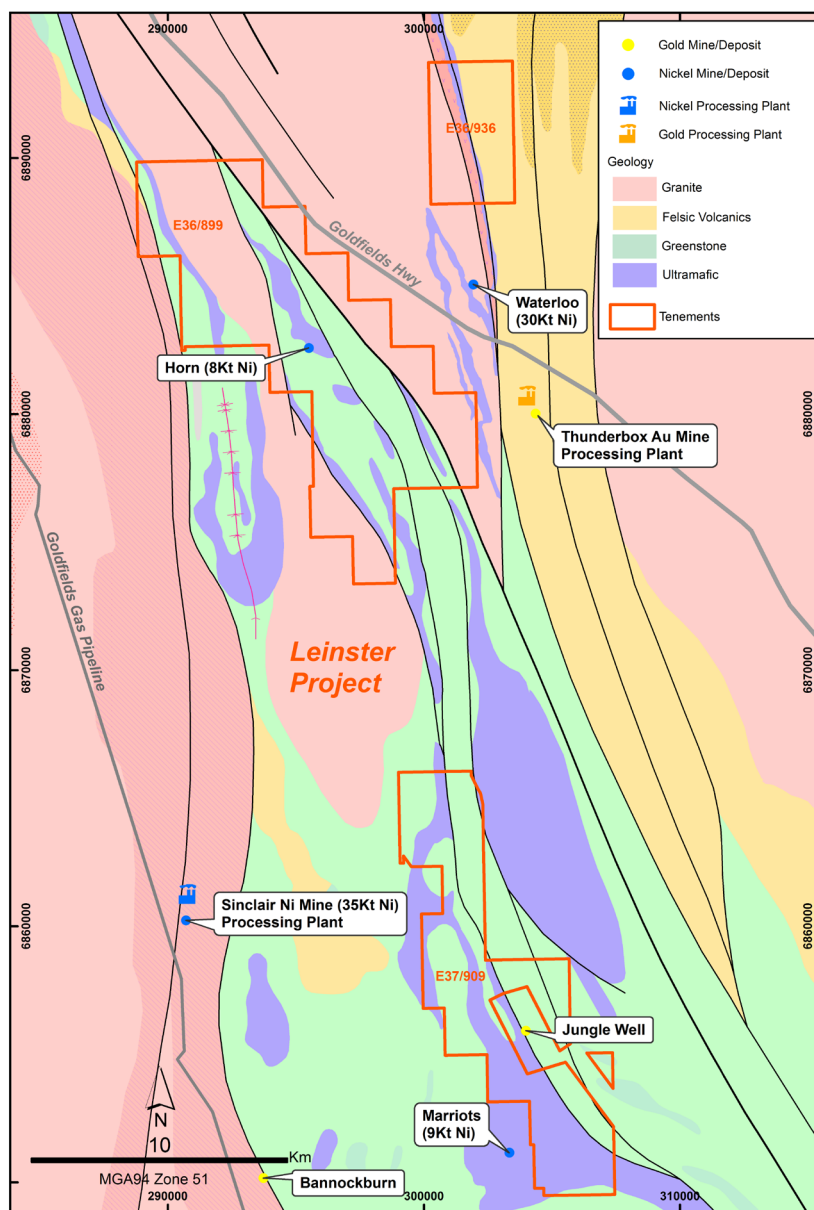 290000
300000
Gold Mine/Deposit
Nickel Mine/Deposit
Nickel Processing Plant
Gold Processing Plant
Geology
Granite
Felsic Volcanics
Greenstone
Ultramafic
Tenements
E36/936
6890000
6890000
E36/899
Goldfields Hwy
Waterloo
(30Kt Ni)
Horn (8Kt Ni)
6880000
6880000
Thunderbox Au Mine
Processing Plant
Goldfields Gas Pipeline
Leinster
Project
6870000
6870000
Sinclair Ni Mine (35Kt Ni)
Processing Plant
6860000
6860000
E37/909
Jungle Well
Marriots
(9Kt Ni)
N
10
Km
MGA94 Zone 51
Bannockburn
290000
300000
310000